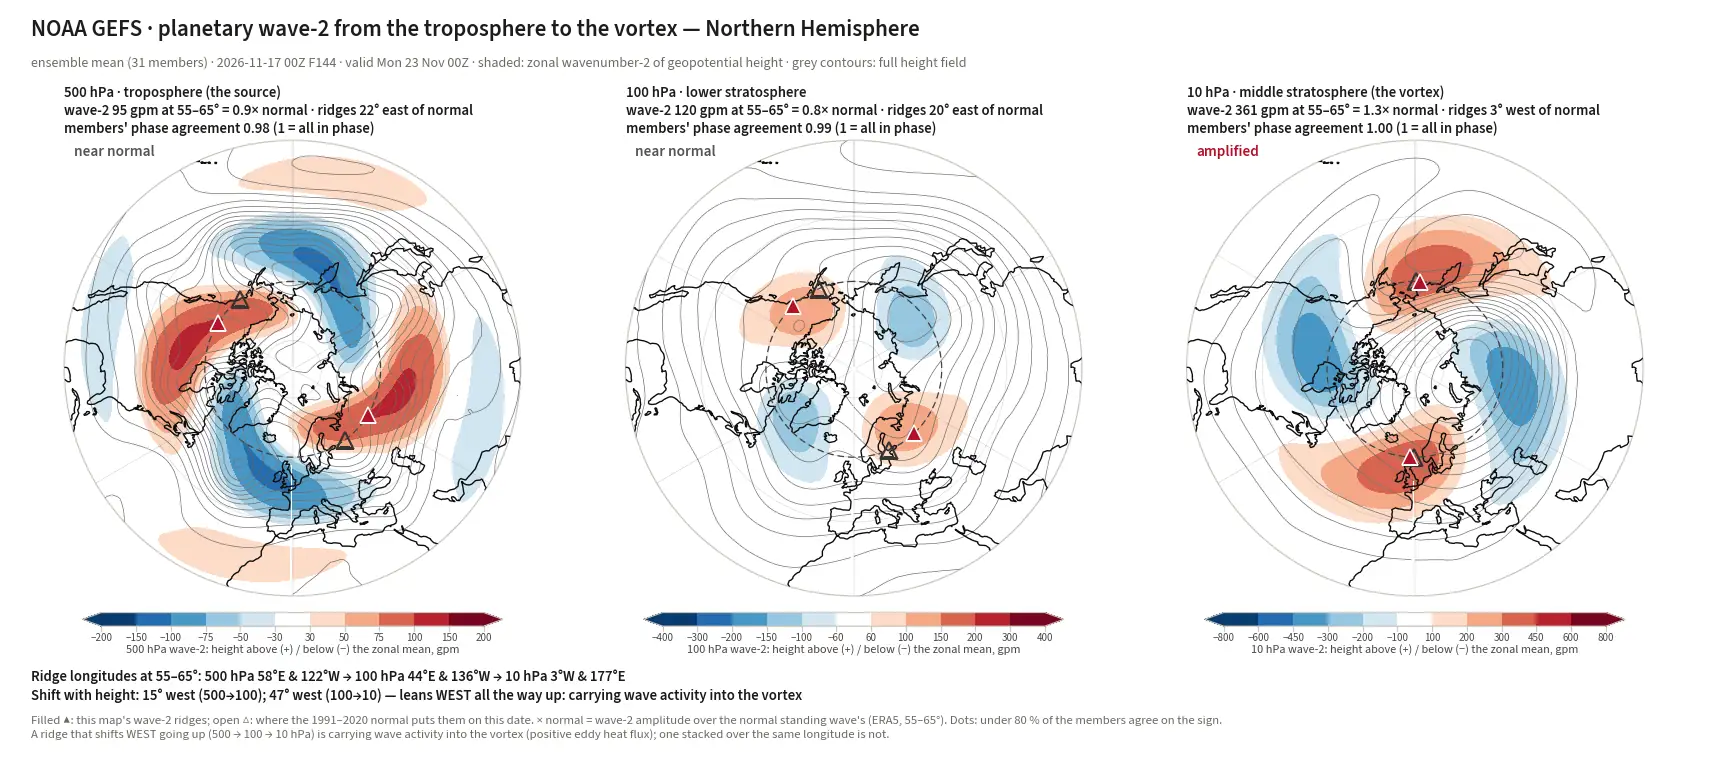 NOAA GEFS · planetary wave-2 from the troposphere to the vortex — Northern Hemisphere
ensemble mean (31 members) · 2026-11-17 00Z F144 · valid Mon 23 Nov 00Z · shaded: zonal wavenumber-2 of geopotential height · grey contours: full height field
500 hPa · troposphere (the source)
wave-2 95 gpm at 55–65° = 0.9× normal · ridges 22° east of normal
members' phase agreement 0.98 (1 = all in phase)
near normal
100 hPa · lower stratosphere
wave-2 120 gpm at 55–65° = 0.8× normal · ridges 20° east of normal
members' phase agreement 0.99 (1 = all in phase)
near normal
10 hPa · middle stratosphere (the vortex)
wave-2 361 gpm at 55–65° = 1.3× normal · ridges 3° west of normal
members' phase agreement 1.00 (1 = all in phase)
amplified
−200 −150 −100 −75 −50 −30 30 50 75 100 150 200
500 hPa wave-2: height above (+) / below (−) the zonal mean, gpm
−400 −300 −200 −150 −100 −60 60 100 150 200 300 400
100 hPa wave-2: height above (+) / below (−) the zonal mean, gpm
−800 −600 −450 −300 −200 −100 100 200 300 450 600 800
10 hPa wave-2: height above (+) / below (−) the zonal mean, gpm
Ridge longitudes at 55–65°: 500 hPa 58°E & 122°W → 100 hPa 44°E & 136°W → 10 hPa 3°W & 177°E
Shift with height: 15° west (500→100); 47° west (100→10) — leans WEST all the way up: carrying wave activity into the vortex
Filled ▲: this map's wave-2 ridges; open △: where the 1991–2020 normal puts them on this date. × normal = wave-2 amplitude over the normal standing wave's (ERA5, 55–65°). Dots: under 80 % of the members agree on the sign.
A ridge that shifts WEST going up (500 → 100 → 10 hPa) is carrying wave activity into the vortex (positive eddy heat flux); one stacked over the same longitude is not.